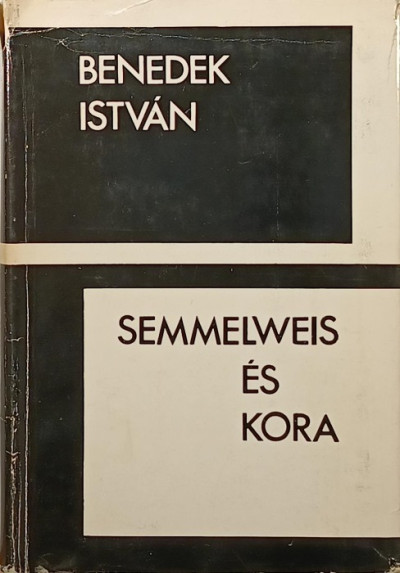 BENEDEK
ISTVÁN
SEMMELWEIS
ÉS
KORA